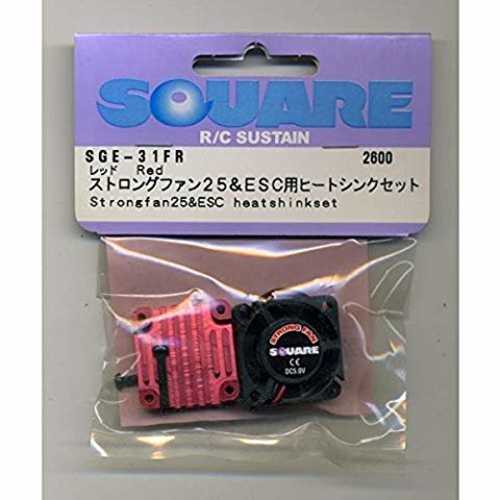 SQUARE
R/C SUSTAIN
SGE-31FR 2600
レッド Red
ストロングファン25&ESC用ヒートシンクセット
Strongfan25&ESC heatshinkset
STRONG FAN
SQUARE
CE
DC5.0V